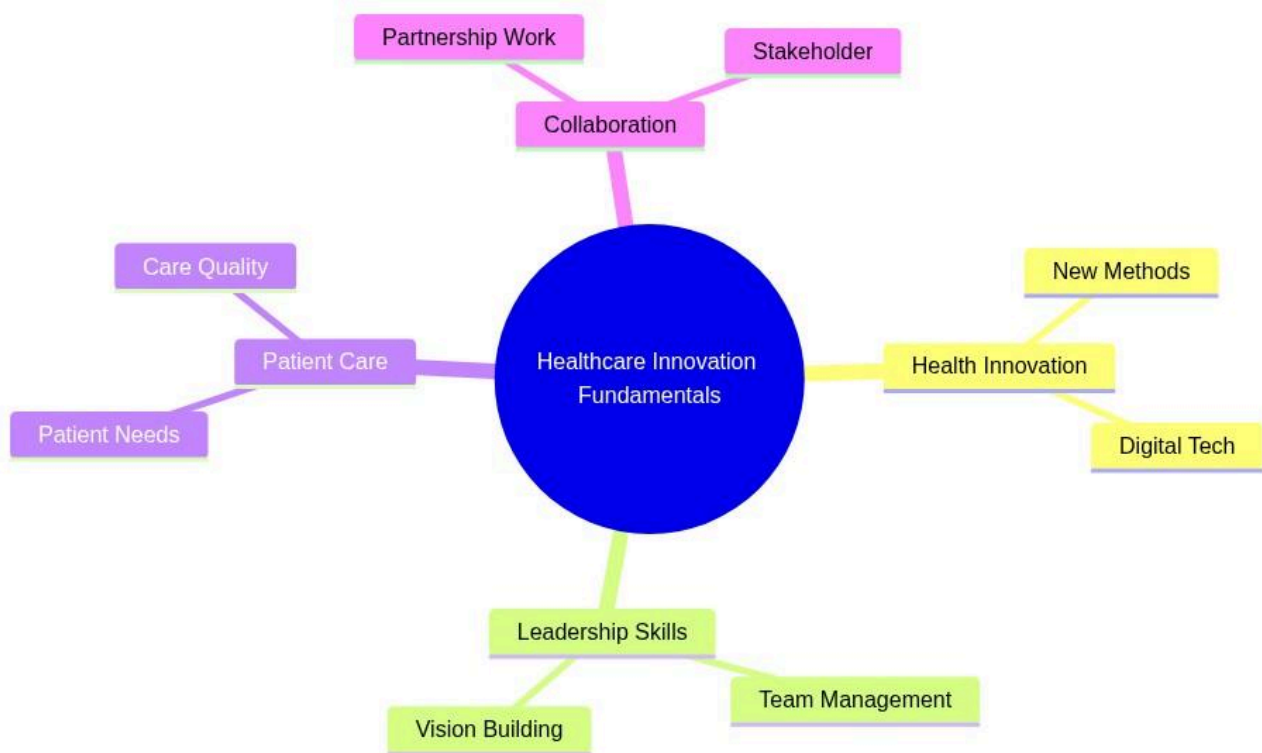 Partnership Work
Stakeholder
Collaboration
Care Quality
New Methods
Patient Care
Healthcare Innovation
Fundamentals
Health Innovation
Patient Needs
Digital Tech
Leadership Skills
Team Management
Vision Building